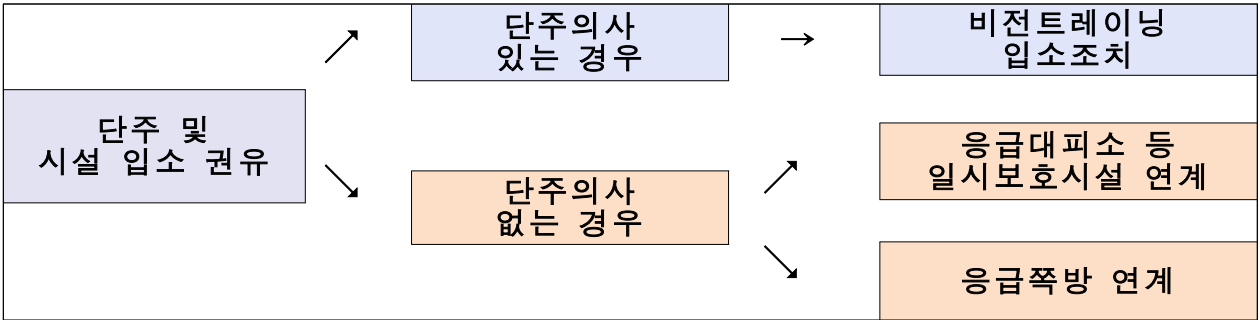 단주 및
시설 입소 권유
↗
↘
단주의사
있는 경우
→
비전트레이닝
입소조치
단주의사
없는 경우
↗
↘
응급대피소 등
일시보호시설 연계
응급쪽방 연계